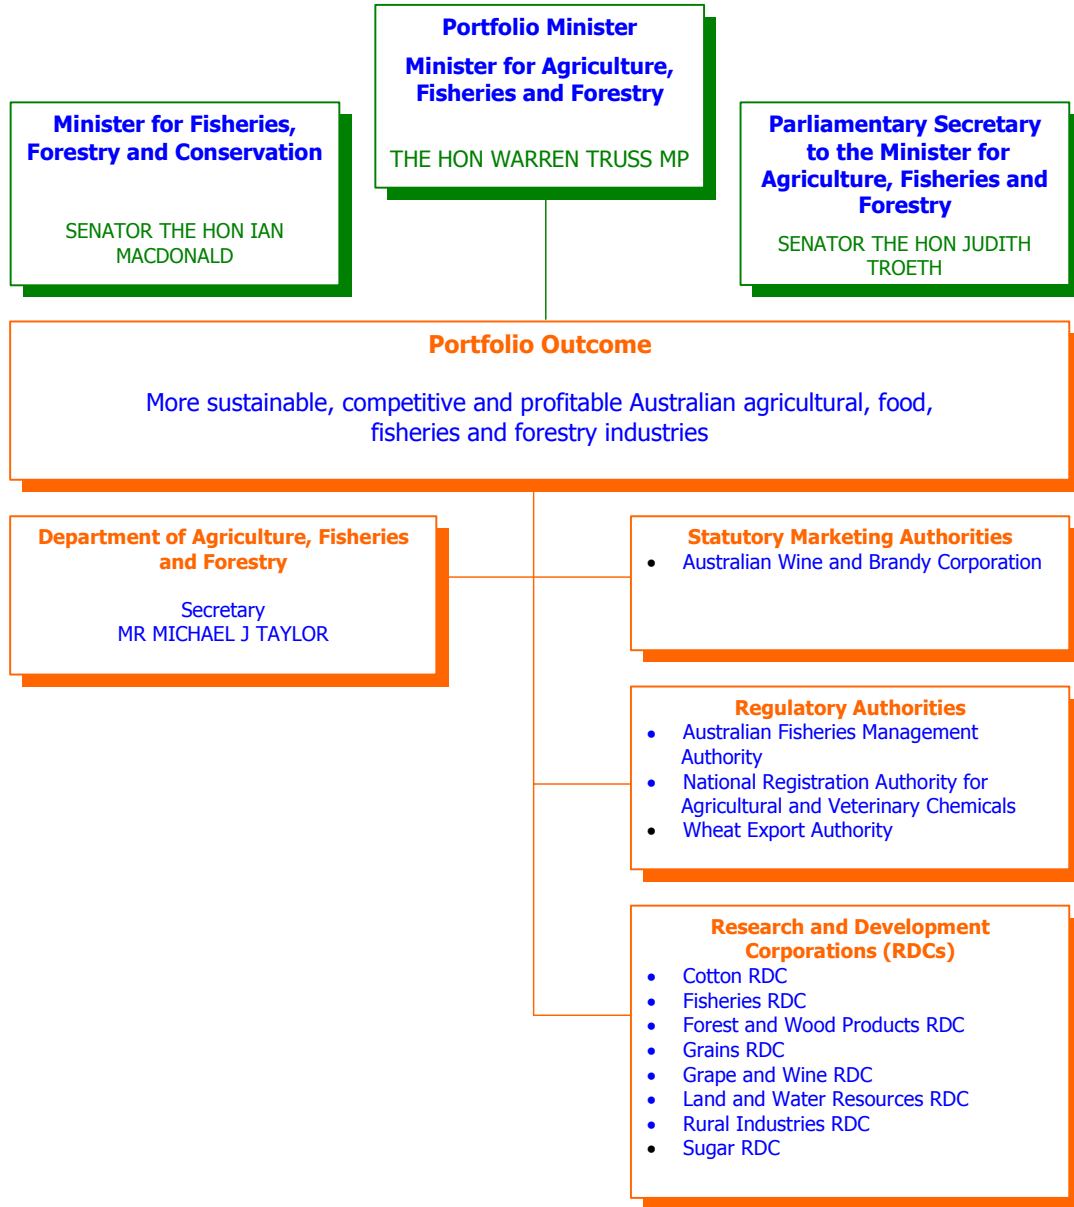 Portfolio Minister
Minister for Agriculture,
Fisheries and Forestry
THE HON WARREN TRUSS MP
Minister for Fisheries,
Forestry and Conservation
SENATOR THE HON IAN
MACDONALD
Parliamentary Secretary
to the Minister for
Agriculture, Fisheries and
Forestry
SENATOR THE HON JUDITH
TROETH
Portfolio Outcome
More sustainable, competitive and profitable Australian agricultural, food,
fisheries and forestry industries
Department of Agriculture, Fisheries
and Forestry
Secretary
MR MICHAEL J TAYLOR
Statutory Marketing Authorities
• Australian Wine and Brandy Corporation
Regulatory Authorities
• Australian Fisheries Management
Authority
• National Registration Authority for
Agricultural and Veterinary Chemicals
• Wheat Export Authority
Research and Development
Corporations (RDCs)
• Cotton RDC
• Fisheries RDC
• Forest and Wood Products RDC
• Grains RDC
• Grape and Wine RDC
• Land and Water Resources RDC
• Rural Industries RDC
• Sugar RDC